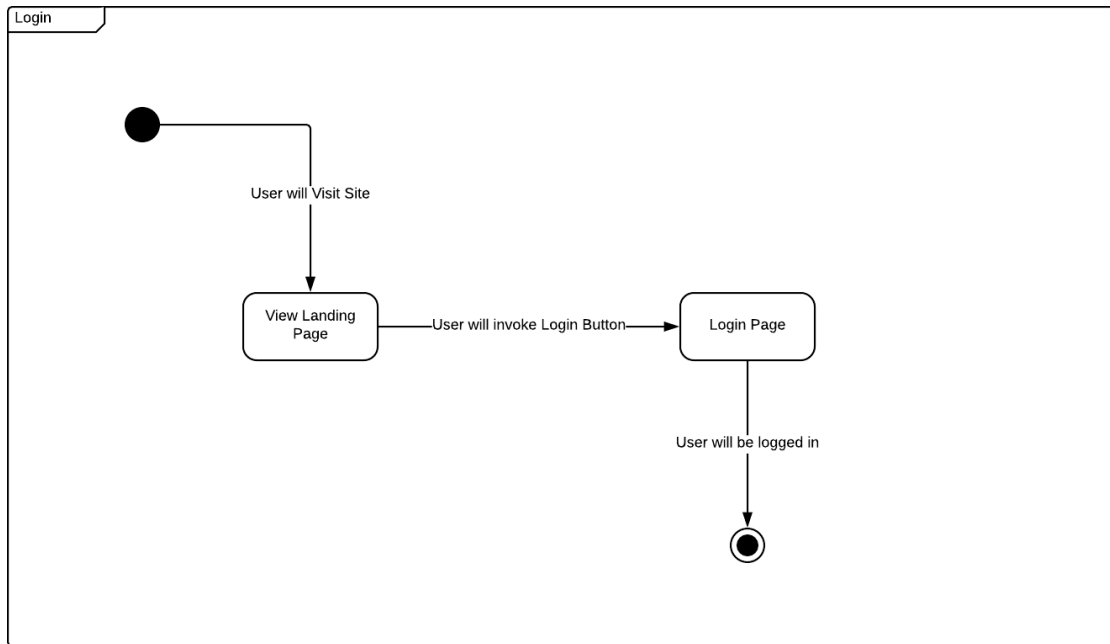 Login
User will Visit Site
View Landing
Page
User will invoke Login Button
Login Page
User will be logged in